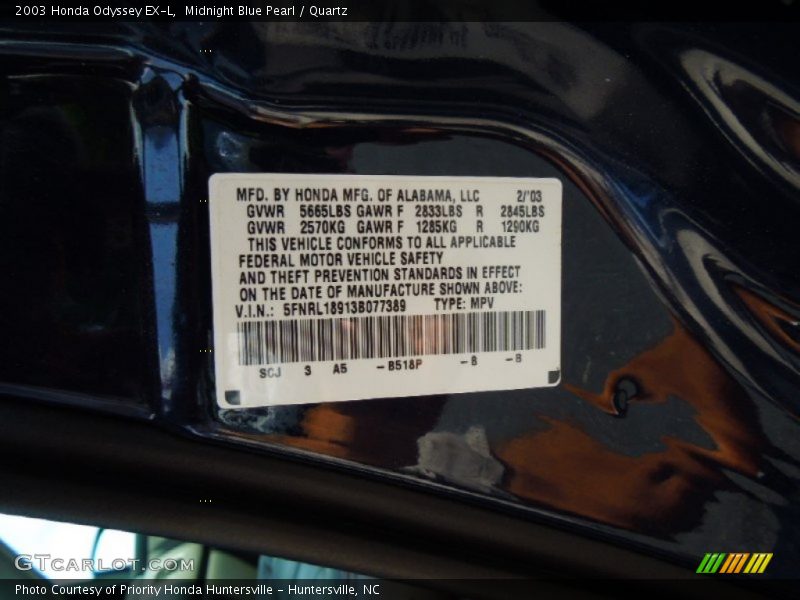 2003 Honda Odyssey EX-L, Midnight Blue Pearl / Quartz
MFD. BY HONDA MFG. OF ALABAMA, LLC 2/'03
GVWR 5665LBS GAWR F 2833LBS R 2845LBS
GVWR 2570KG GAWR F 1285KG R 1290KG
THIS VEHICLE CONFORMS TO ALL APPLICABLE
FEDERAL MOTOR VEHICLE SAFETY
AND THEFT PREVENTION STANDARDS IN EFFECT
ON THE DATE OF MANUFACTURE SHOWN ABOVE:
V.I.N.: 5FNRL18913B077389 TYPE: MPV
SCJ 3 A5 -B518P -B -B
GTcarlot.com
Photo Courtesy of Priority Honda Huntersville - Huntersville, NC